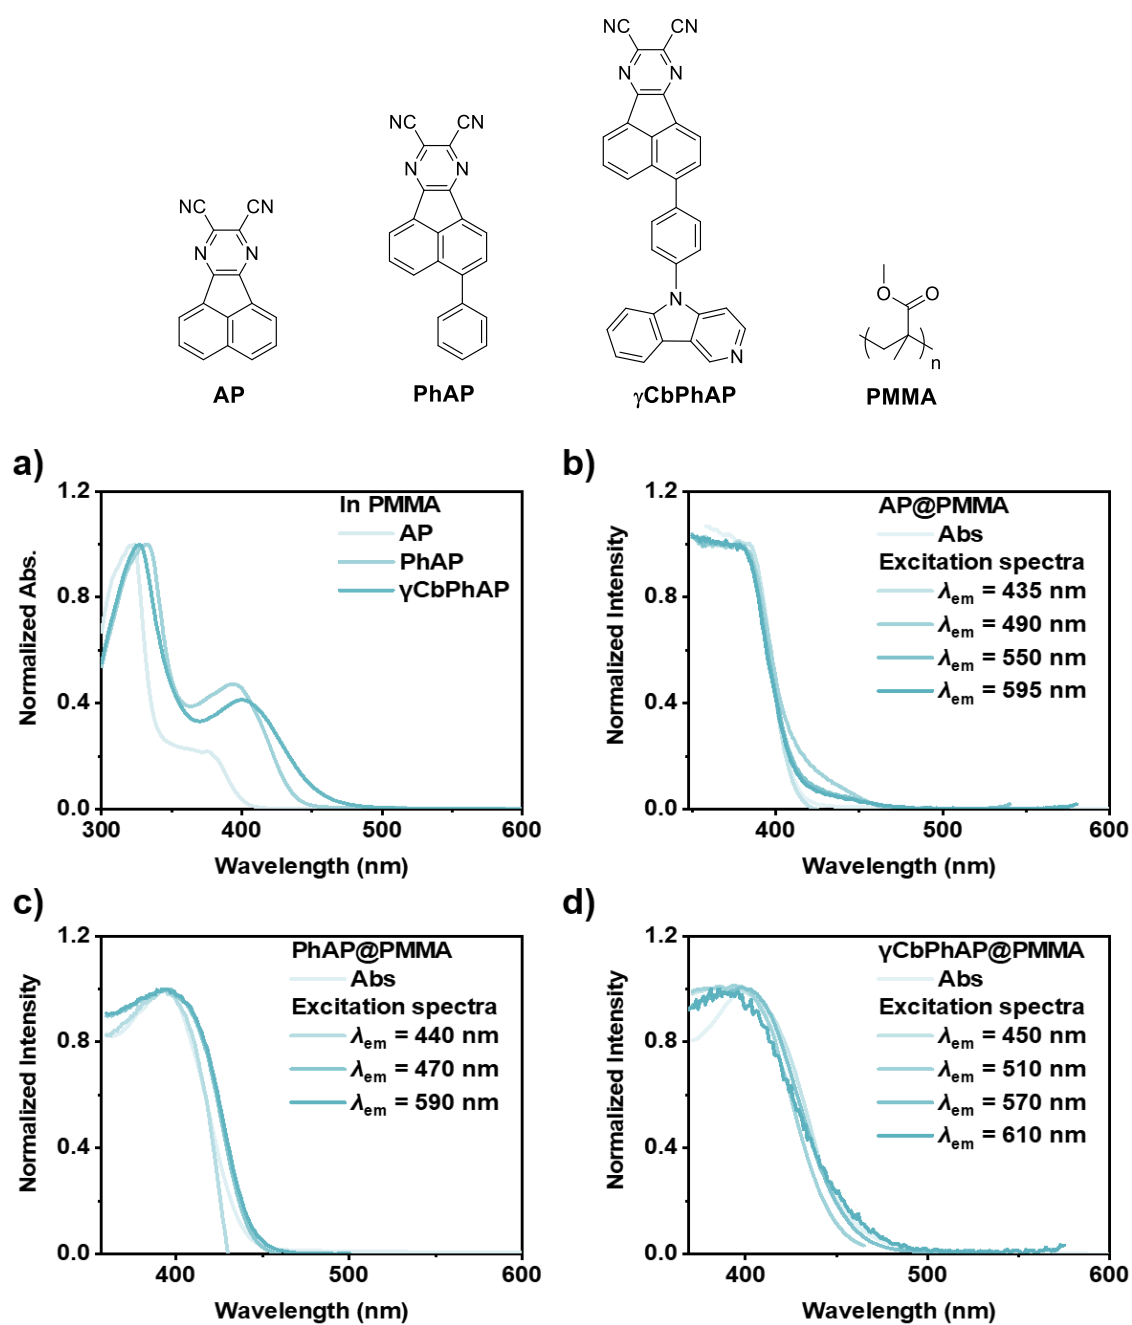 NC CN
N N
N
N
γCbPhAP
NC CN
N N
PhAP
NC CN
N N
AP
O O
n
PMMA
a)
1.2
0.8
0.4
0.0
300 400 500 600
Normalized Abs.
Wavelength (nm)
In PMMA
AP
PhAP
γCbPhAP
b)
1.2
0.8
0.4
0.0
400 500 600
Normalized Intensity
Wavelength (nm)
AP@PMMA
Abs
Excitation spectra
λem = 435 nm
λem = 490 nm
λem = 550 nm
λem = 595 nm
c)
1.2
0.8
0.4
0.0
400 500 600
Normalized Intensity
Wavelength (nm)
PhAP@PMMA
Abs
Excitation spectra
λem = 440 nm
λem = 470 nm
λem = 590 nm
d)
1.2
0.8
0.4
0.0
400 500 600
Normalized Intensity
Wavelength (nm)
γCbPhAP@PMMA
Abs
Excitation spectra
λem = 450 nm
λem = 510 nm
λem = 570 nm
λem = 610 nm